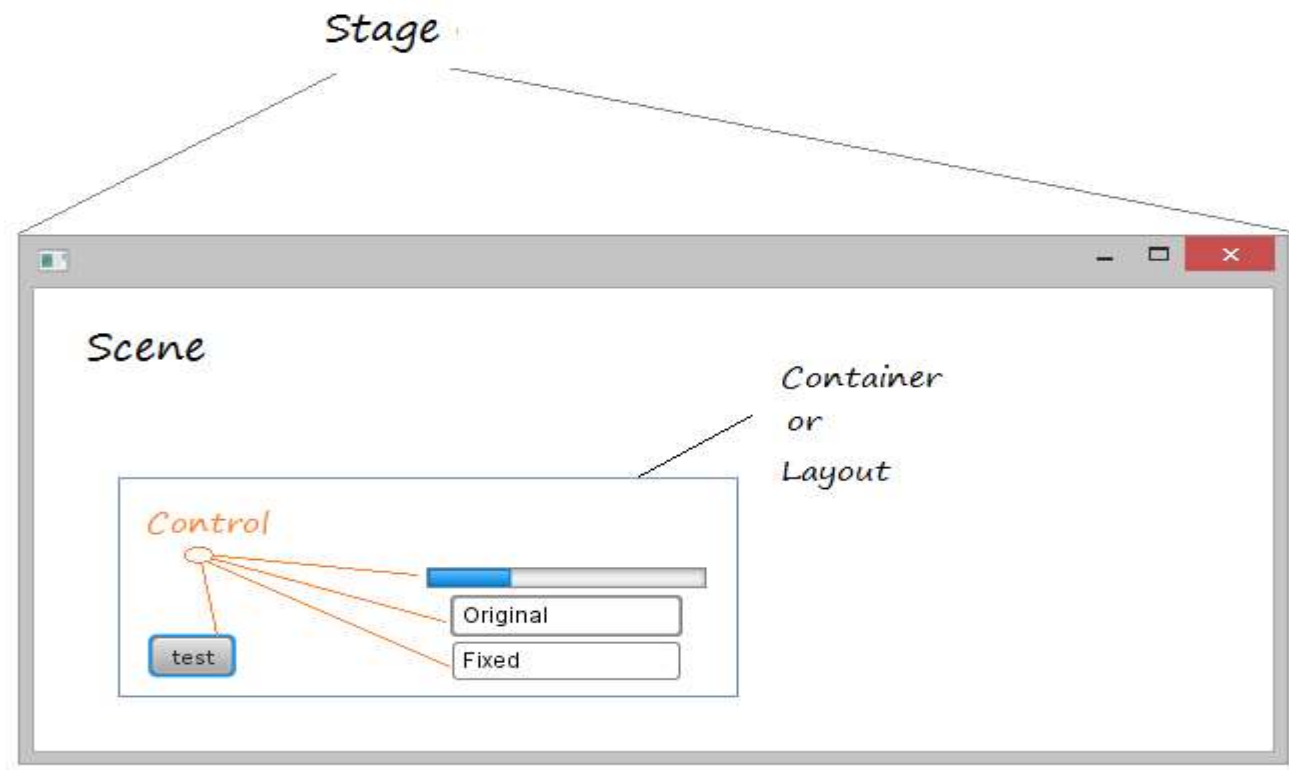 Stage
Scene
Container
or
Layout
Control
Original
test
Fixed